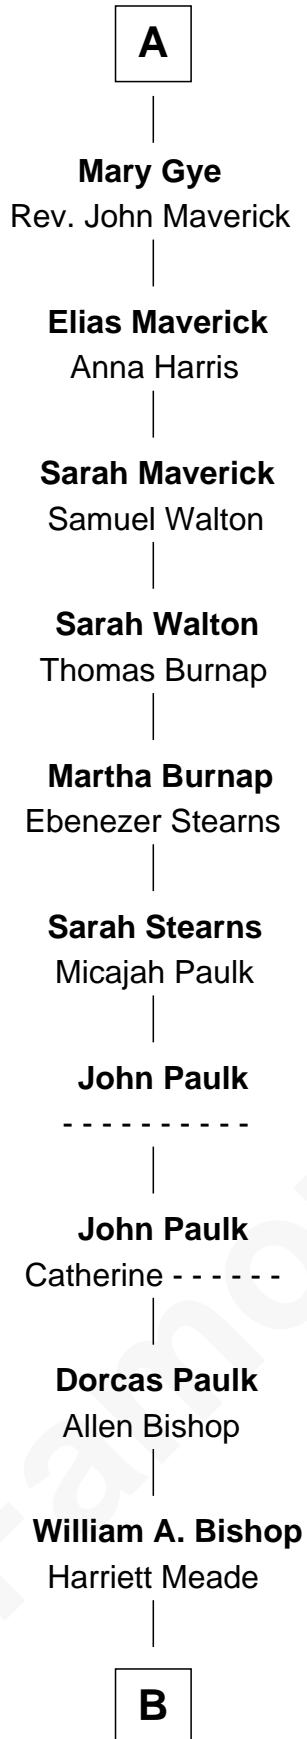 A
Mary Gye
Rev. John Maverick
Elias Maverick
Anna Harris
Sarah Maverick
Samuel Walton
Sarah Walton
Thomas Burnap
Martha Burnap
Ebenezer Stearns
Sarah Stearns
Micajah Paulk
John Paulk
- - - - - - - - - -
John Paulk
Catherine - - - - - -
Dorcas Paulk
Allen Bishop
William A. Bishop
Harriett Meade
B